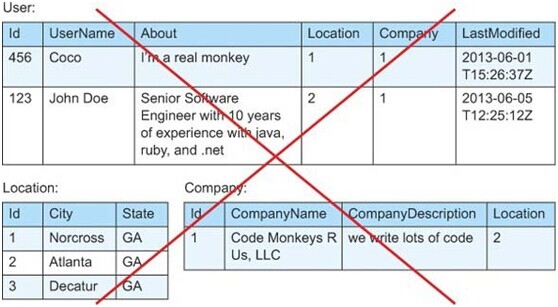 User:
Id UserName About Location Company LastModified
456 Coco I'm a real monkey 1 1 2013-06-01
T15:26:37Z
123 John Doe Senior Software
Engineer with 10 years
of experience with java,
ruby, and .net 2 1 2013-06-05
T12:25:12Z
Location:
Id City State
1 Norcross GA
2 Atlanta GA
3 Decatur GA
Company:
Id CompanyName CompanyDescription Location
1 Code Monkeys R
Us, LLC we write lots of code 2